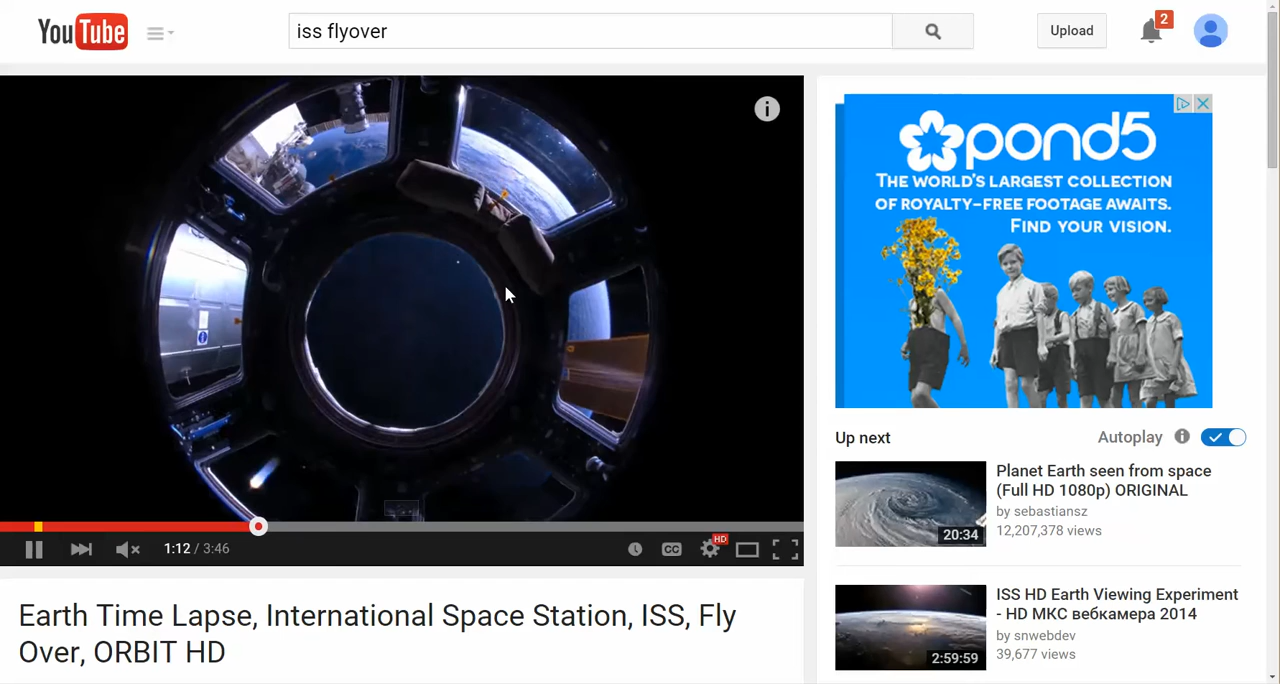 YouTube
iss flyover
Upload
2
pond5
THE WORLD'S LARGEST COLLECTION
OF ROYALTY-FREE FOOTAGE AWAITS.
FIND YOUR VISION.
Up next
Autoplay
Planet Earth seen from space
(Full HD 1080p) ORIGINAL
by sebastiansz
12,207,378 views
20:34
ISS HD Earth Viewing Experiment
- HD МКС вебкамера 2014
by snwebdev
39,677 views
2:59:59
1:12 / 3:46
CC
HD
Earth Time Lapse, International Space Station, ISS, Fly
Over, ORBIT HD